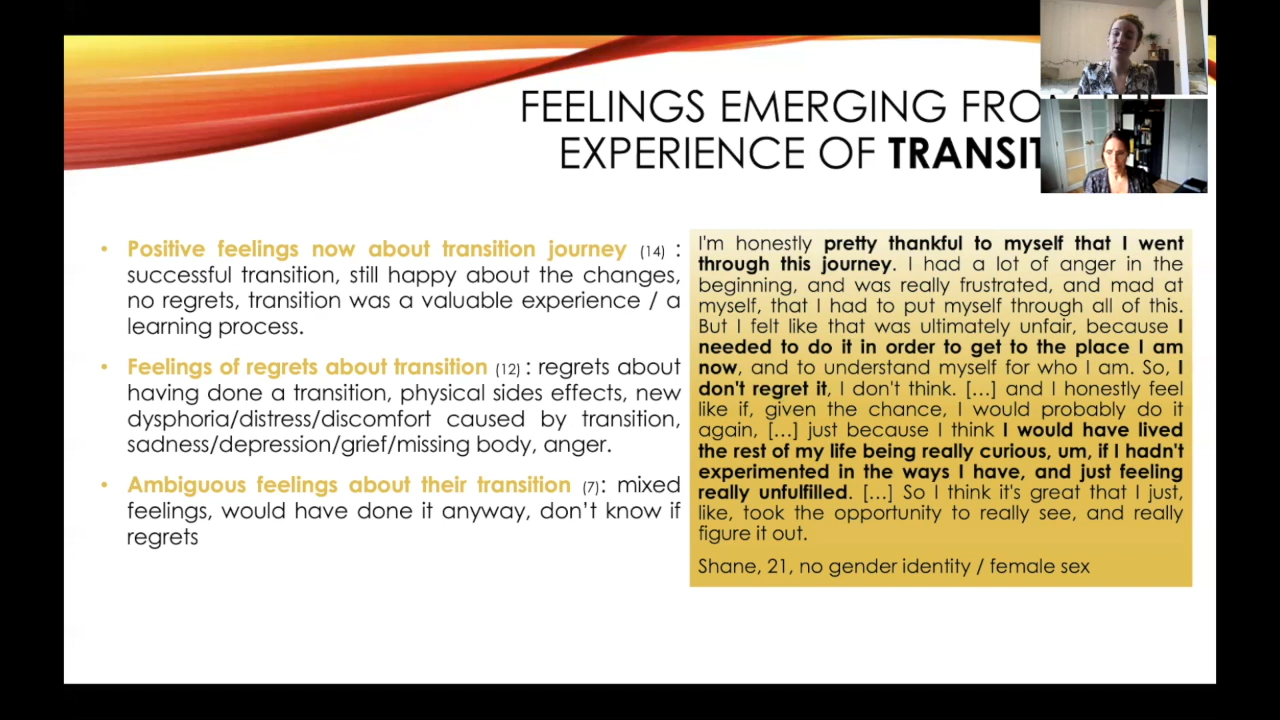 FEELINGS EMERGING
EXPERIENCE OF
• Positive feelings now about transition journey (14) :
successful transition, still happy about the changes,
no regrets, transition was a valuable experience / a
learning process.
• Feelings of regrets about transition (12) : regrets about
having done a transition, physical sides effects, new
dysphoria/distress/discomfort caused by transition,
sadness/depression/grief/missing body, anger.
• Ambiguous feelings about their transition (7): mixed
feelings, would have done it anyway, don’t know if
regrets
I'm honestly pretty thankful to myself that I went
through this journey. I had a lot of anger in the
beginning, and was really frustrated, and mad at
myself, that I had to put myself through all of this.
But I felt like that was ultimately unfair, because I
needed to do it in order to get to the place I am
now, and to understand myself for who I am. So, I
don't regret it, I don't think. [...] and I honestly feel
like if, given the chance, I would probably do it
again, [...] just because I think I would have lived
the rest of my life being really curious, um, if I hadn't
experimented in the ways I have, and just feeling
really unfulfilled. [...] So I think it's great that I just,
like, took the opportunity to really see, and really
figure it out.
Shane, 21, no gender identity / female sex